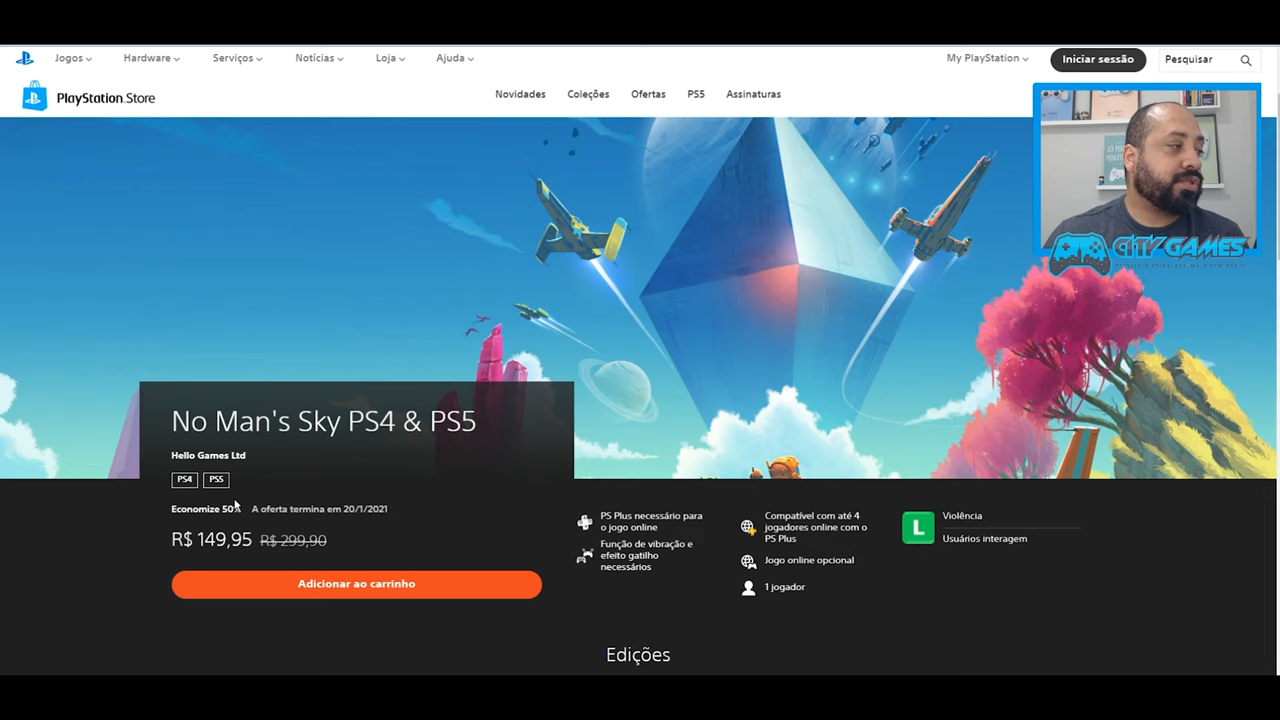 Jogos
Hardware
Serviços
Notícias
Loja
Ajuda
My PlayStation
Iniciar sessão
Pesquisar
PlayStation Store
Novidades
Coleções
Ofertas
PS5
Assinaturas
CITY GAMES
No Man's Sky PS4 & PS5
Hello Games Ltd
PS4
PS5
Economize 50% A oferta termina em 20/1/2021
R$ 149,95 R$ 299,90
Adicionar ao carrinho
PS Plus necessário para
o jogo online
Função de vibração e
efeito gatilho
necessários
Compatível com até 4
jogadores online com o
PS Plus
Jogo online opcional
1 jogador
L
Violência
Usuários interagem
Edições